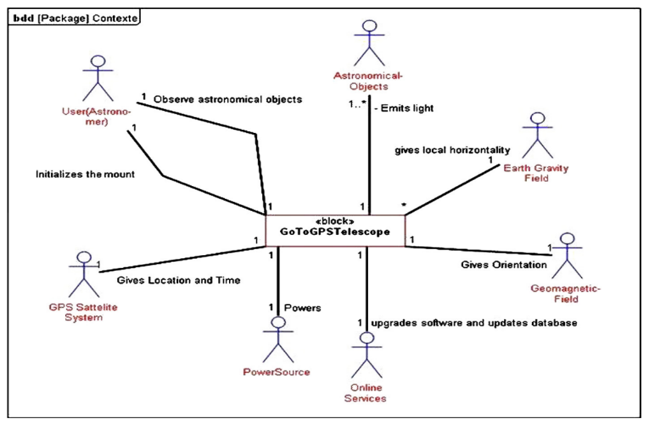 bdd [Package] Contexte
Astronomical-
Objects
User(Astrono-
mer)
1 Observe astronomical objects
1
1..*
- Emits light
gives local horizontality
1
Earth Gravity
Field
Initializes the mount
1
1
*
«block»
GoToGPSTelescope
1
1
1
1
1
Gives Location and Time
GPS Sattelite
System
Gives Orientation
1
Geomagnetic-
Field
1
Powers
1
upgrades software and updates database
PowerSource
Online
Services